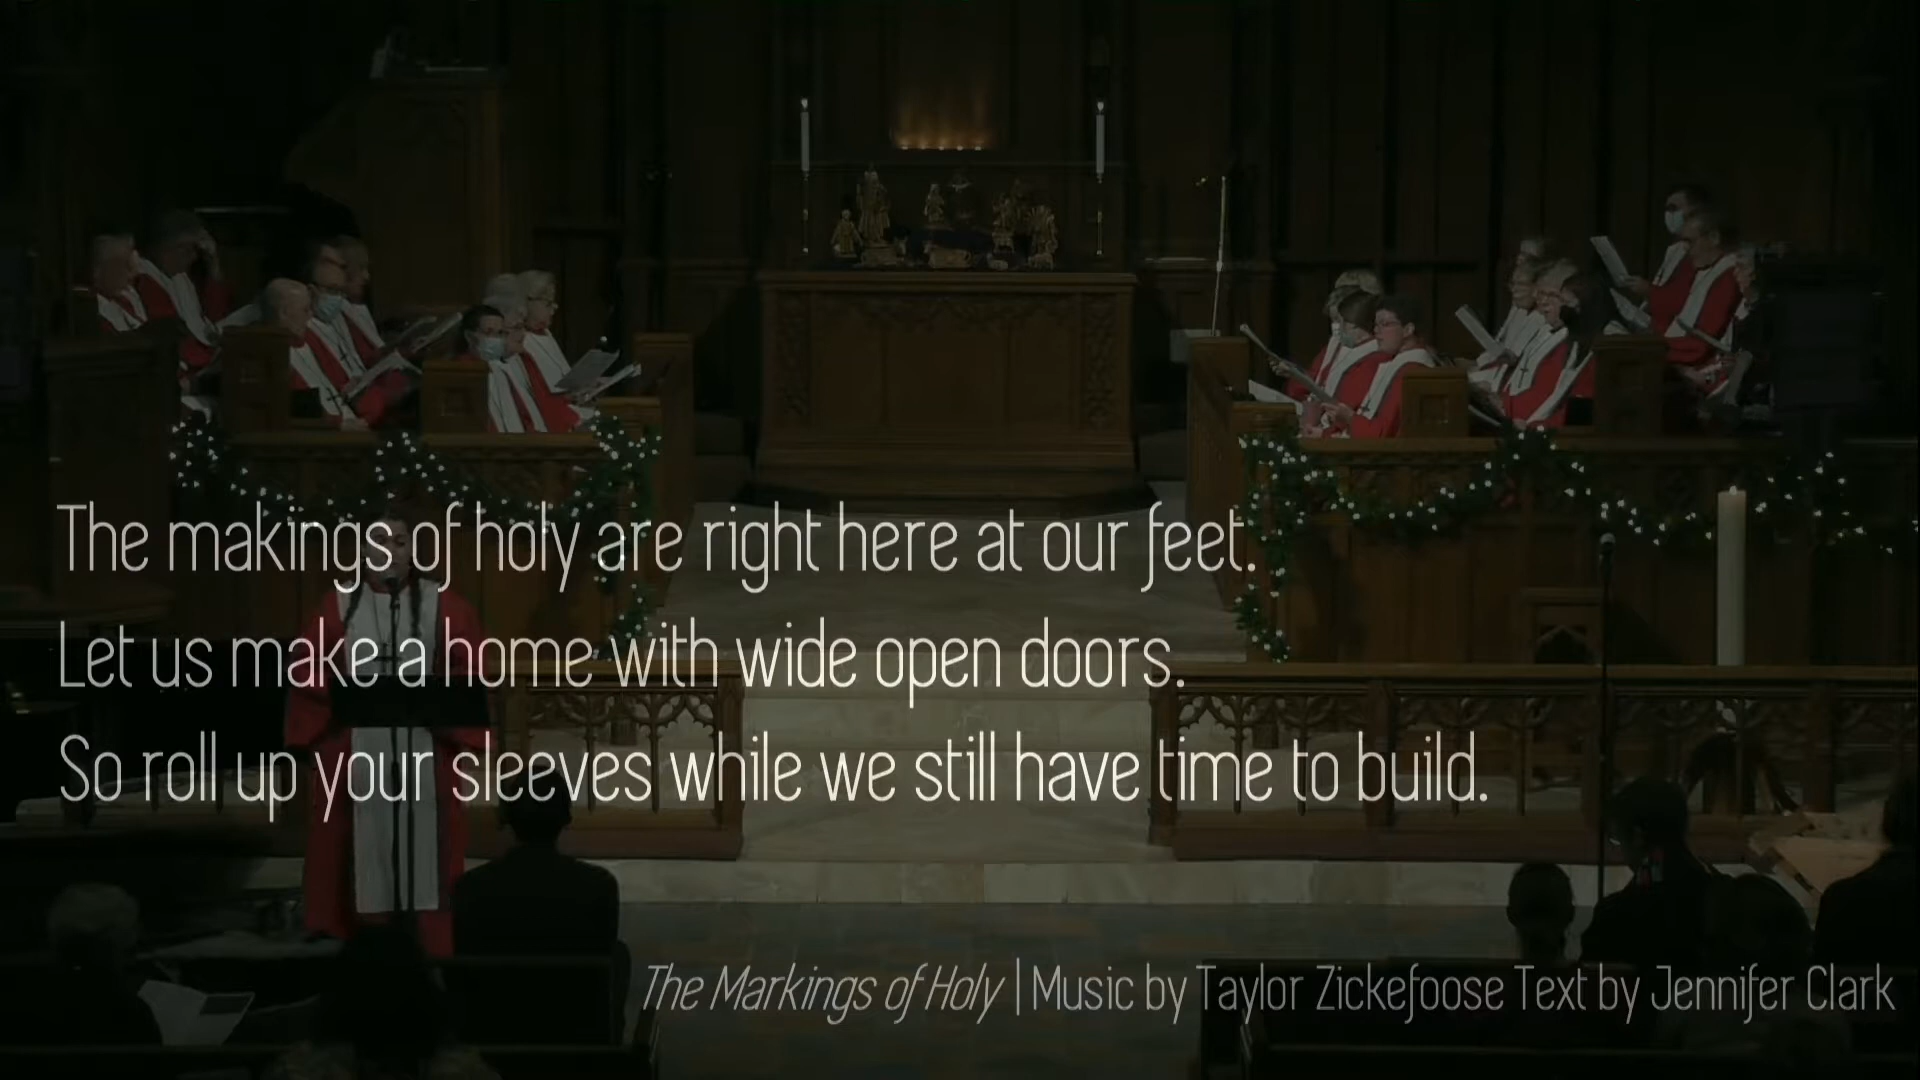 The makings of holy are right here at our feet.
Let us make a home with wide open doors.
So roll up your sleeves while we still have time to build.
The Markings of Holy | Music by Taylor Zickefoose Text by Jennifer Clark